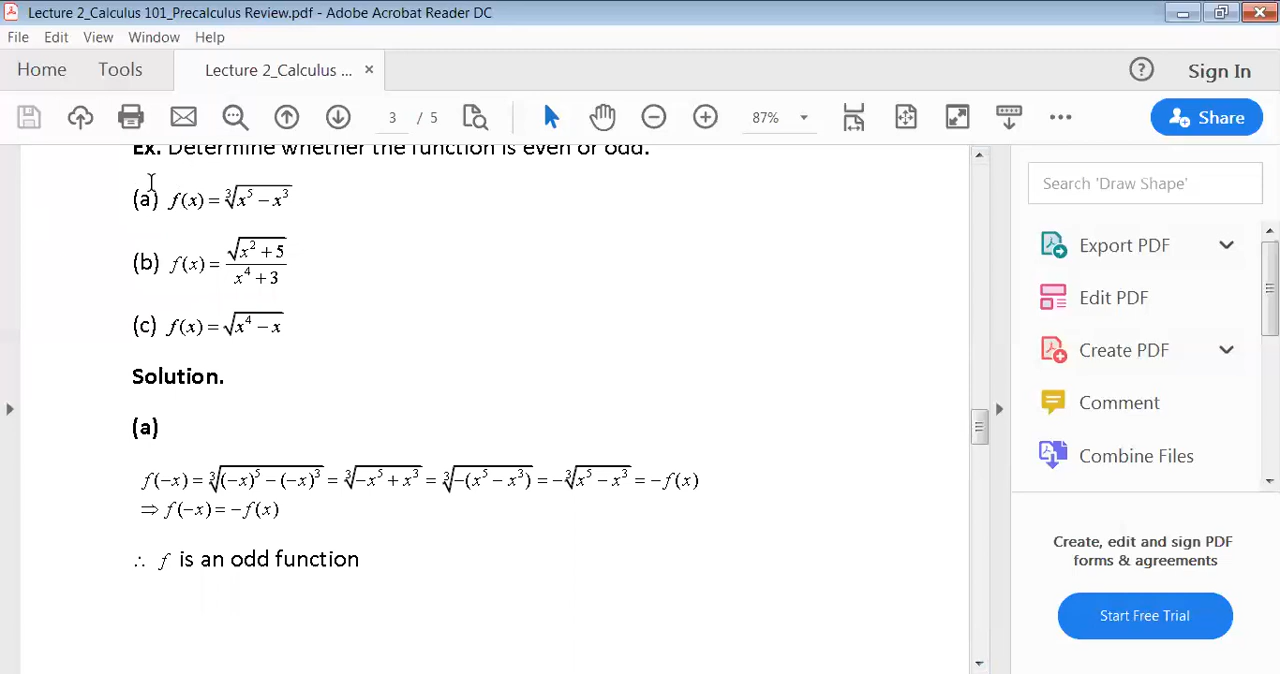 Lecture 2_Calculus 101_Precalculus Review.pdf - Adobe Acrobat Reader DC
File Edit View Window Help
Home Tools Lecture 2_Calculus ... × ? Sign In
3 / 5 87% Share
Ex. Determine whether the function is even or odd.
(a) f(x) = ∛(x⁵ − x³)
(b) f(x) = √(x² + 5) / (x⁴ + 3)
(c) f(x) = √(x⁴ − x)
Solution.
(a)
f(−x) = ∛((−x)⁵ − (−x)³) = ∛(−x⁵ + x³) = ∛(−(x⁵ − x³)) = −∛(x⁵ − x³) = −f(x)
⇒ f(−x) = −f(x)
∴ f is an odd function
Search 'Draw Shape'
Export PDF
Edit PDF
Create PDF
Comment
Combine Files
Create, edit and sign PDF
forms & agreements
Start Free Trial